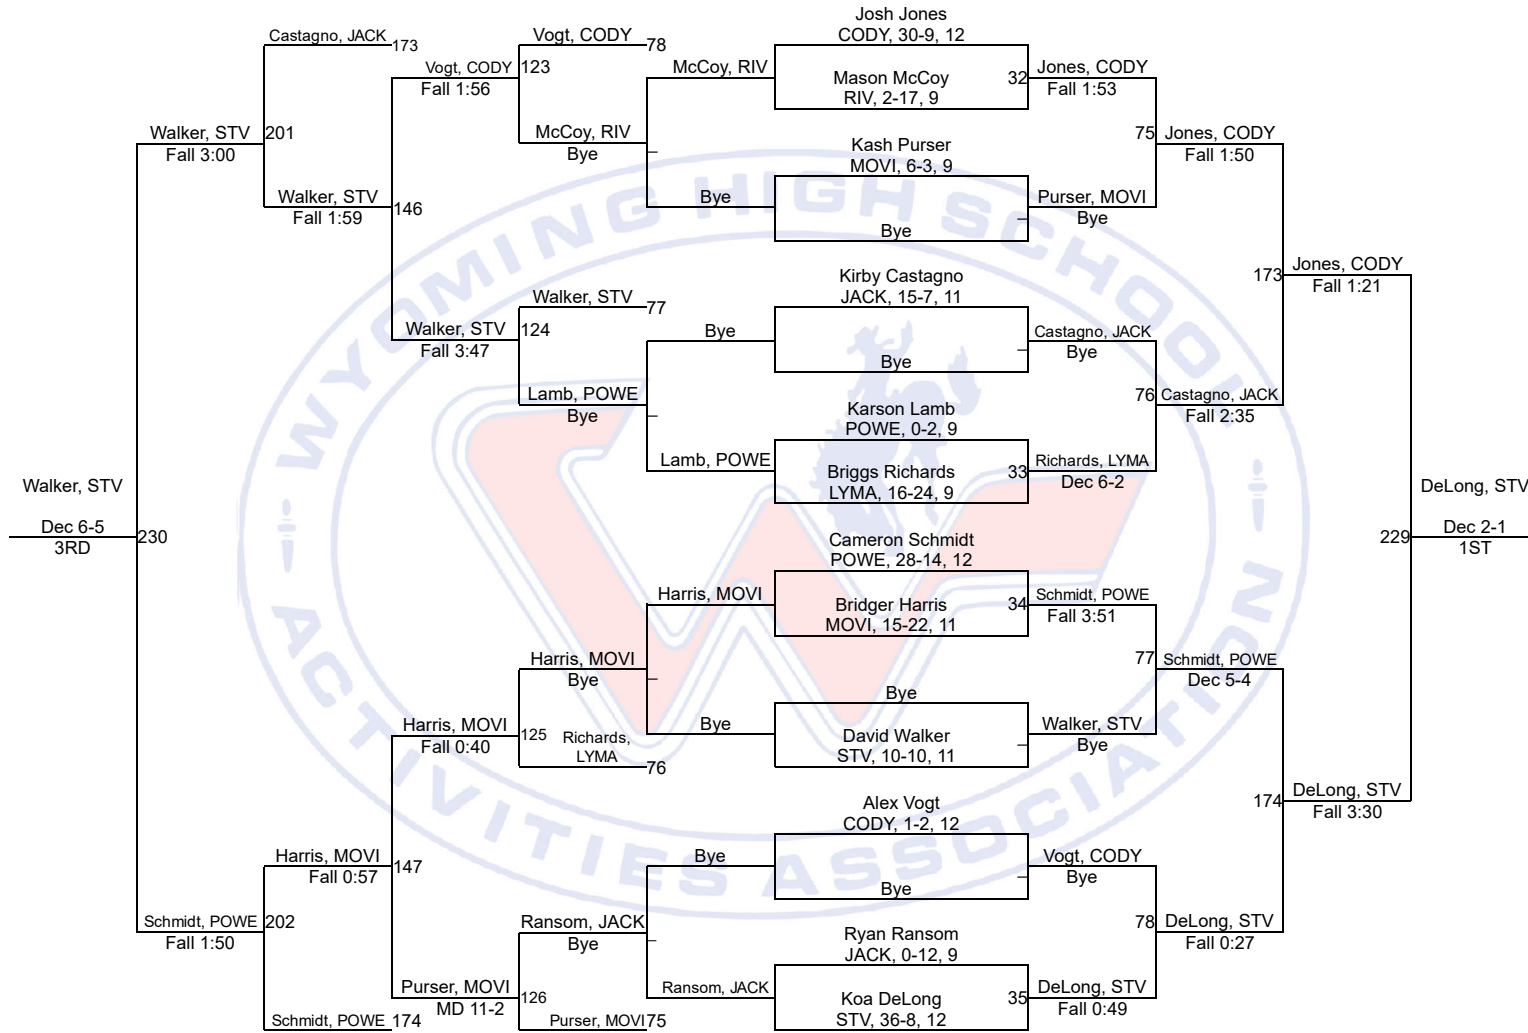 Josh Jones
CODY, 30-9, 12
Castagno, JACK
173
Vogt, CODY
78
Vogt, CODY
123
Fall 1:56
McCoy, RIV
Mason McCoy
RIV, 2-17, 9
32
Jones, CODY
Fall 1:53
Walker, STV
201
Fall 3:00
McCoy, RIV
Bye
Kash Purser
MOVI, 6-3, 9
75
Jones, CODY
Fall 1:50
Walker, STV
Fall 1:59
146
Bye
Bye
Purser, MOVI
Bye
Kirby Castagno
JACK, 15-7, 11
173
Jones, CODY
Fall 1:21
Walker, STV
77
Walker, STV
124
Fall 3:47
Bye
Bye
Castagno, JACK
Bye
Lamb, POWE
Bye
Karson Lamb
POWE, 0-2, 9
76
Castagno, JACK
Fall 2:35
Lamb, POWE
Briggs Richards
LYMA, 16-24, 9
33
Richards, LYMA
Dec 6-2
Walker, STV
Dec 6-5
3RD
230
DeLong, STV
229
Dec 2-1
1ST
Cameron Schmidt
POWE, 28-14, 12
Harris, MOVI
Bridger Harris
MOVI, 15-22, 11
34
Schmidt, POWE
Fall 3:51
Harris, MOVI
Bye
77
Schmidt, POWE
Dec 5-4
Bye
Harris, MOVI
Fall 0:40
125
Richards,
LYMA
76
Bye
David Walker
STV, 10-10, 11
Walker, STV
Bye
Alex Vogt
CODY, 1-2, 12
174
DeLong, STV
Fall 3:30
Harris, MOVI
Fall 0:57
147
Bye
Bye
Vogt, CODY
Bye
Schmidt, POWE
202
Fall 1:50
Ransom, JACK
Bye
Ryan Ransom
JACK, 0-12, 9
78
DeLong, STV
Fall 0:27
Purser, MOVI
MD 11-2
126
Ransom, JACK
Koa DeLong
STV, 36-8, 12
35
DeLong, STV
Fall 0:49
Schmidt, POWE
174
Purser, MOVI
75
WYOMING HIGH SCHOOL
ACTIVITIES ASSOCIATION